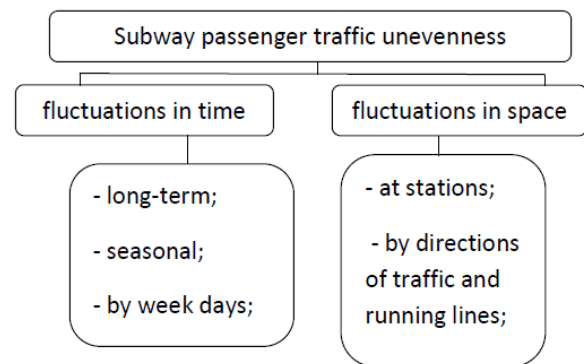 Subway passenger traffic unevenness
fluctuations in time
fluctuations in space
- long-term;
- seasonal;
- by week days;
- at stations;
- by directions
of traffic and
running lines;